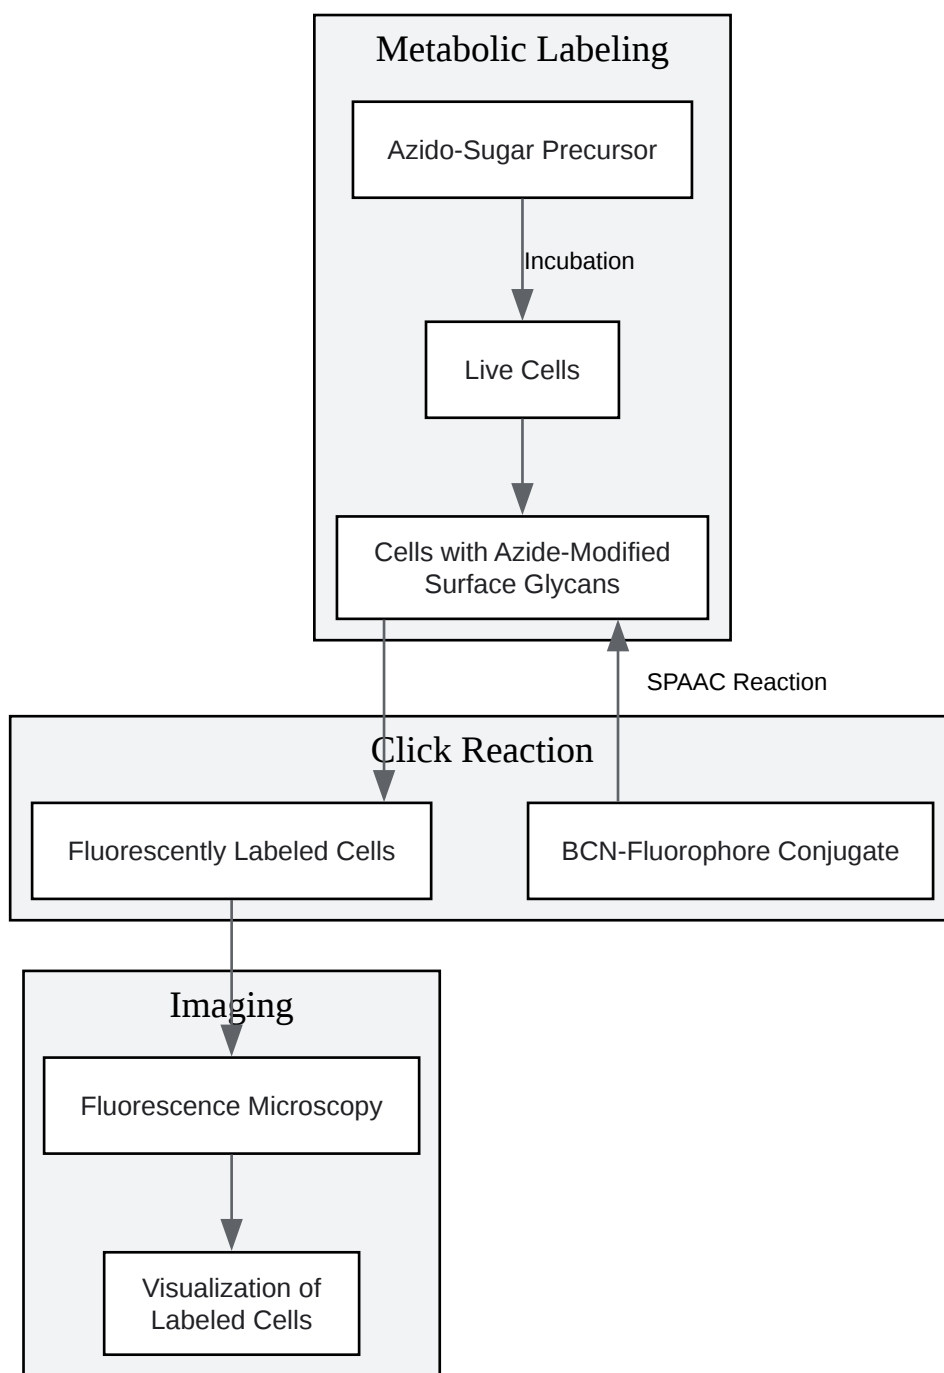 Metabolic Labeling
Azido-Sugar Precursor
Incubation
Live Cells
Cells with Azide-Modified
Surface Glycans
SPAAC Reaction
Click Reaction
Fluorescently Labeled Cells
BCN-Fluorophore Conjugate
Imaging
Fluorescence Microscopy
Visualization of
Labeled Cells